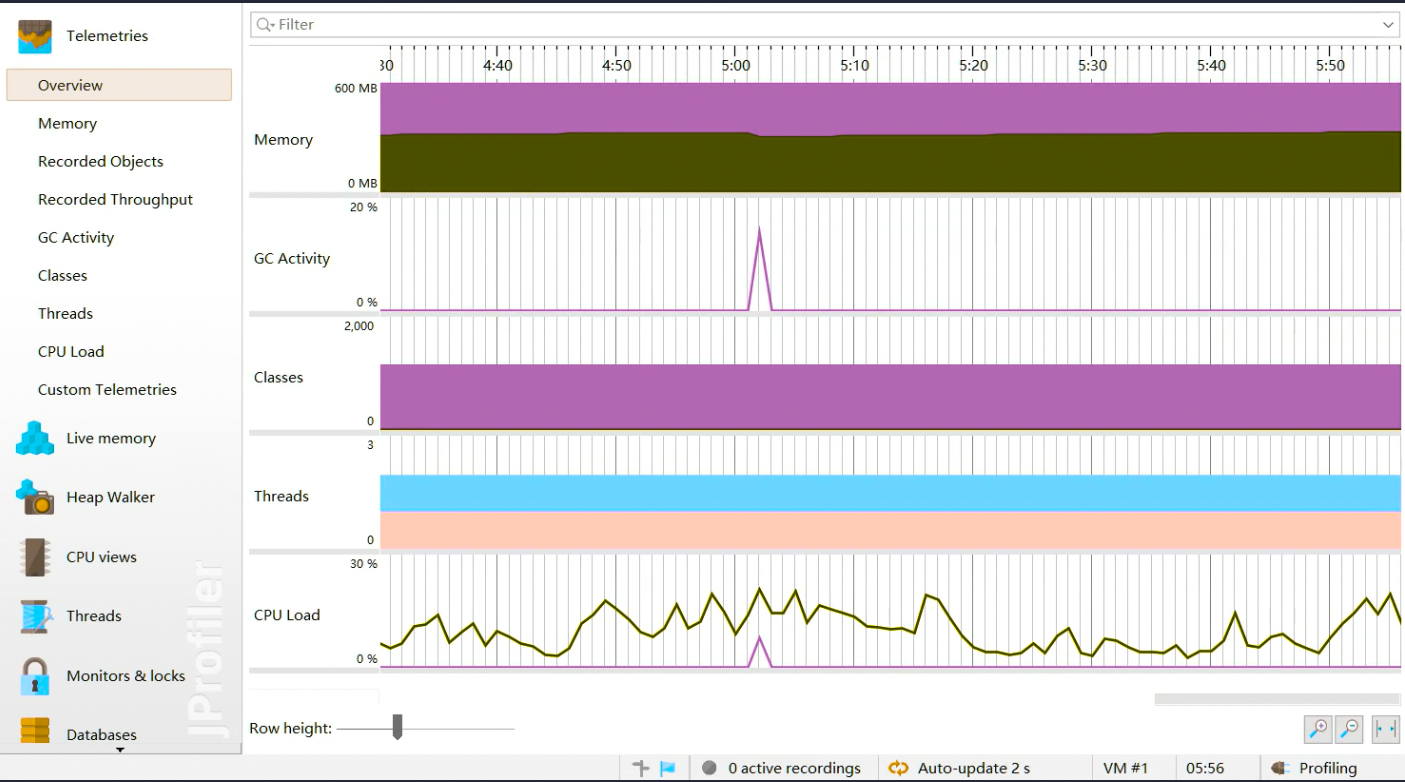 Telemetries
Overview
Memory
Recorded Objects
Recorded Throughput
GC Activity
Classes
Threads
CPU Load
Custom Telemetries
Live memory
Heap Walker
CPU views
Threads
Monitors & locks
Databases
JProfiler
Filter
30 4:40 4:50 5:00 5:10 5:20 5:30 5:40 5:50
600 MB
Memory
0 MB
20 %
GC Activity
0 %
2,000
Classes
0
3
Threads
0
30 %
CPU Load
0 %
Row height:
0 active recordings Auto-update 2 s VM #1 05:56 Profiling